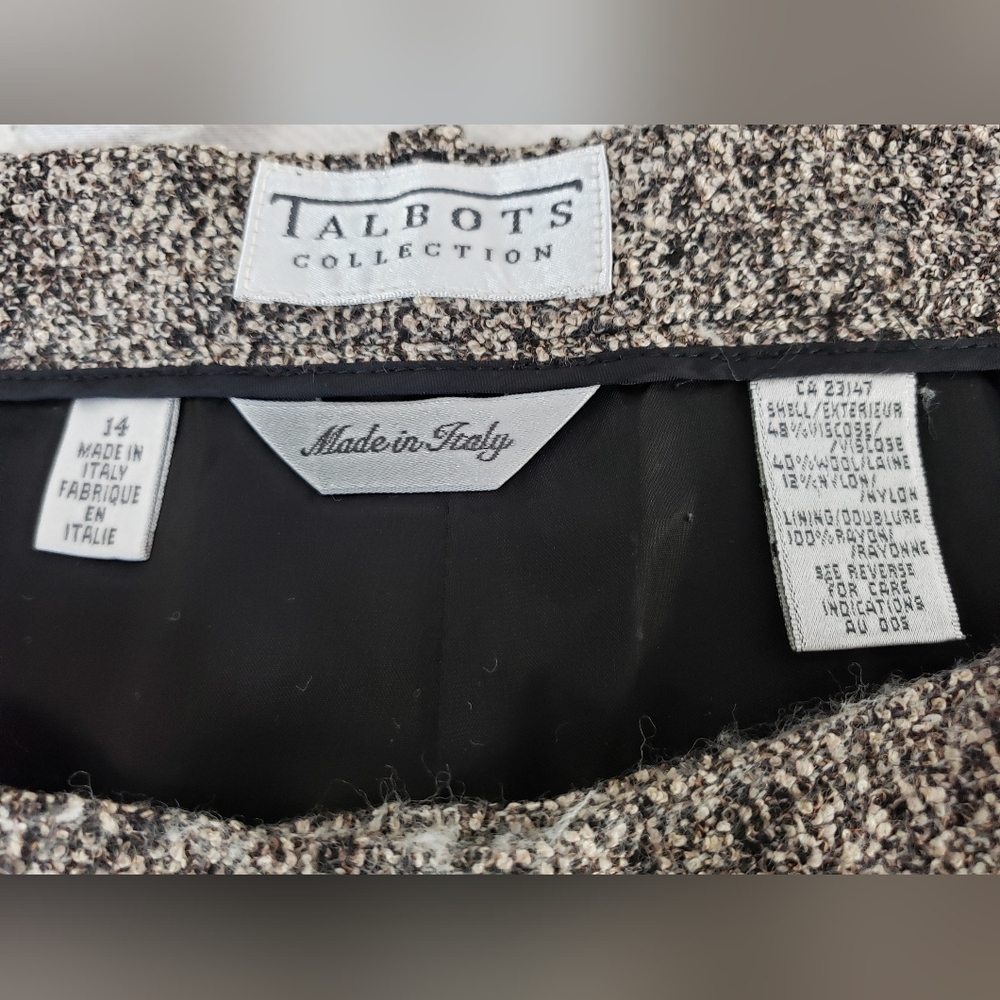 TALBOTS
COLLECTION
14
MADE IN
ITALY
FABRIQUE
EN
ITALIE
Made in Italy
CA 23147
SHELL/EXTERIEUR
48%VISCOSE/
/VISCOSE
40%WOOL/LAINE
12%NYLON/
/NYLON
LINING/DOUBLURE
100%RAYON/
/RAYONNE
SEE REVERSE
FOR CARE
INDICATIONS
AU DOS